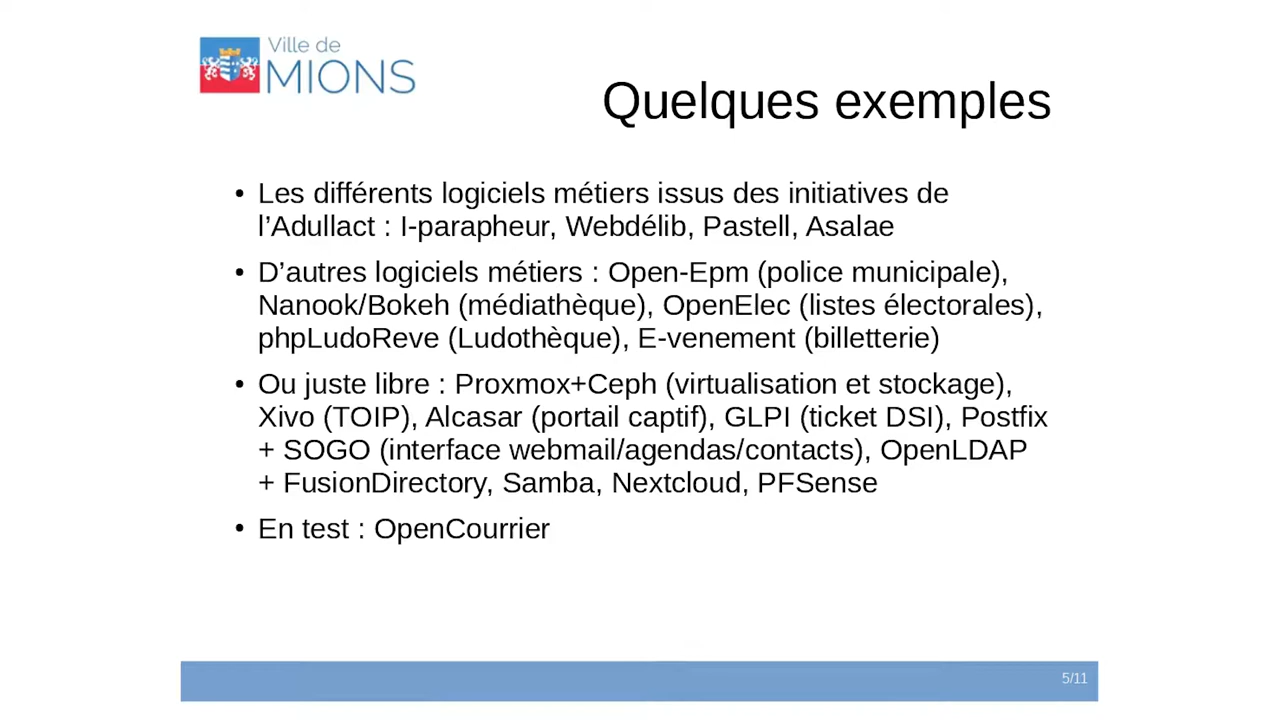 Ville de
MIONS
Quelques exemples
• Les différents logiciels métiers issus des initiatives de
l’Adullact : I-parapheur, Webdélib, Pastell, Asalae
• D’autres logiciels métiers : Open-Epm (police municipale),
Nanook/Bokeh (médiathèque), OpenElec (listes électorales),
phpLudoReve (Ludothèque), E-venement (billetterie)
• Ou juste libre : Proxmox+Ceph (virtualisation et stockage),
Xivo (TOIP), Alcasar (portail captif), GLPI (ticket DSI), Postfix
+ SOGO (interface webmail/agendas/contacts), OpenLDAP
+ FusionDirectory, Samba, Nextcloud, PFSense
• En test : OpenCourrier
5/11